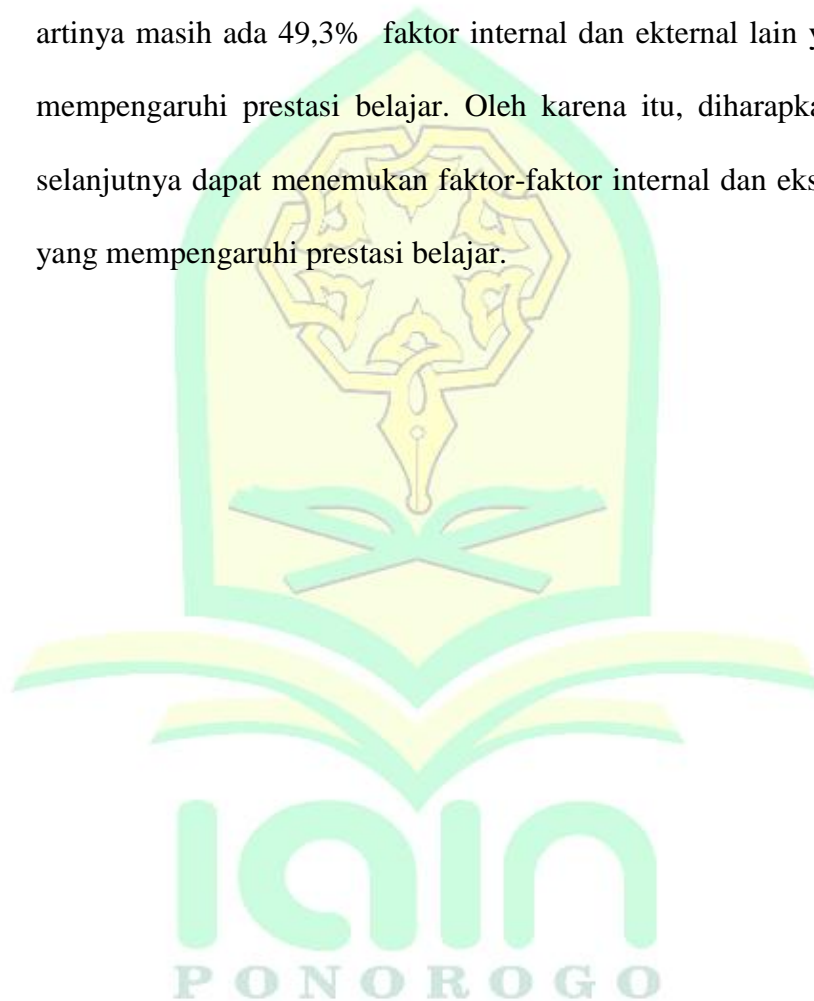 artinya masih ada 49,3% faktor internal dan ekternal lain
mempengaruhi prestasi belajar. Oleh karena itu,
selanjutnya dapat menemukan faktor-faktor internal dan
yang mempengaruhi prestasi belajar.
iain
PONOROGO